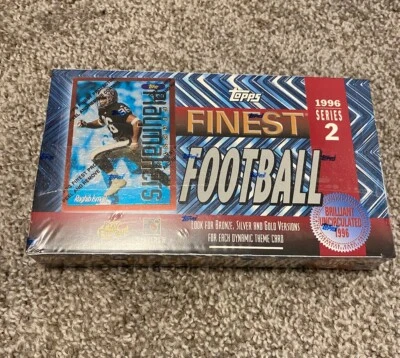 Topps
FINEST
FOOTBALL
1996
SERIES
2
Playmakers
LOOK FOR BRONZE, SILVER AND GOLD VERSIONS
FOR EACH DYNAMIC THEME CARD
BRILLIANT
UNCIRCULATED
1996